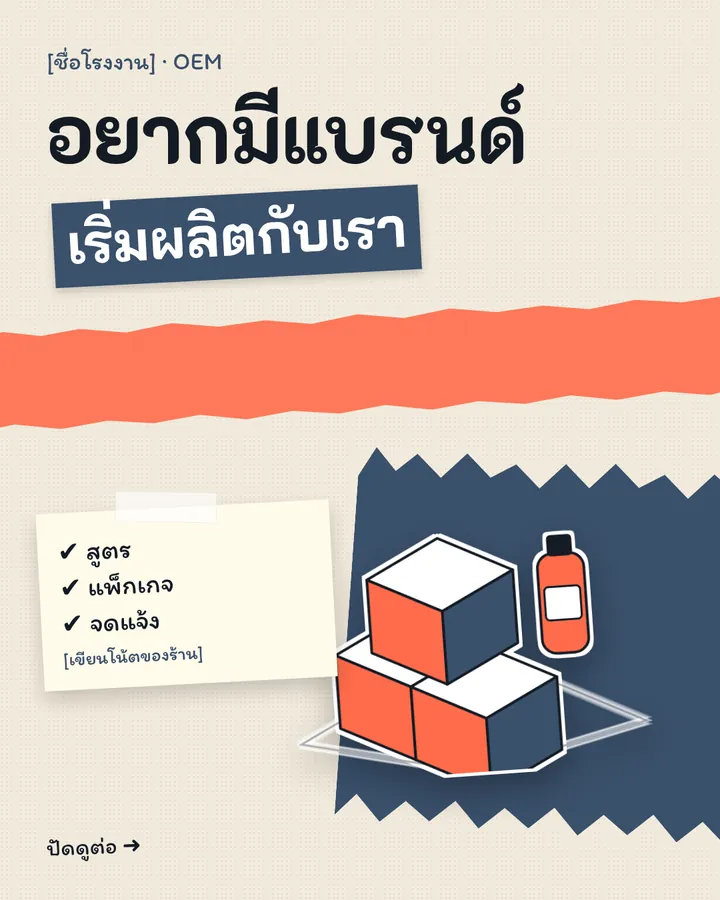 [ชื่อโรงงาน] · OEM
อยากมีแบรนด์
เริ่มผลิตกับเรา
✔ สูตร
✔ แพ็กเกจ
✔ จดแจ้ง
[เขียนโน้ตของร้าน]
ปัดดูต่อ →